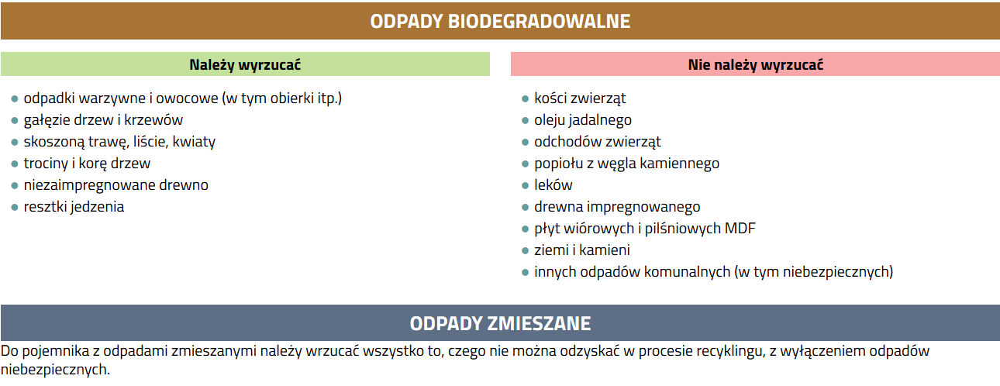 ODPADY BIODEGRADOWALNE
Należy wyrzucać
odpadki warzywne i owocowe (w tym obierki itp.)
gałęzie drzew i krzewów
skoszoną trawę, liście, kwiaty
trociny i korę drzew
niezaimpregnowane drewno
resztki jedzenia
Nie należy wyrzucać
kości zwierząt
oleju jadalnego
odchodów zwierząt
popiołu z węgla kamiennego
leków
drewna impregnowanego
płyt wiórowych i pilśniowych MDF
ziemi i kamieni
innych odpadów komunalnych (w tym niebezpiecznych)
ODPADY ZMIESZANE
Do pojemnika z odpadami zmieszanymi należy wrzucać wszystko to, czego nie można odzyskać w procesie recyklingu, z wyłączeniem odpadów
niebezpiecznych.